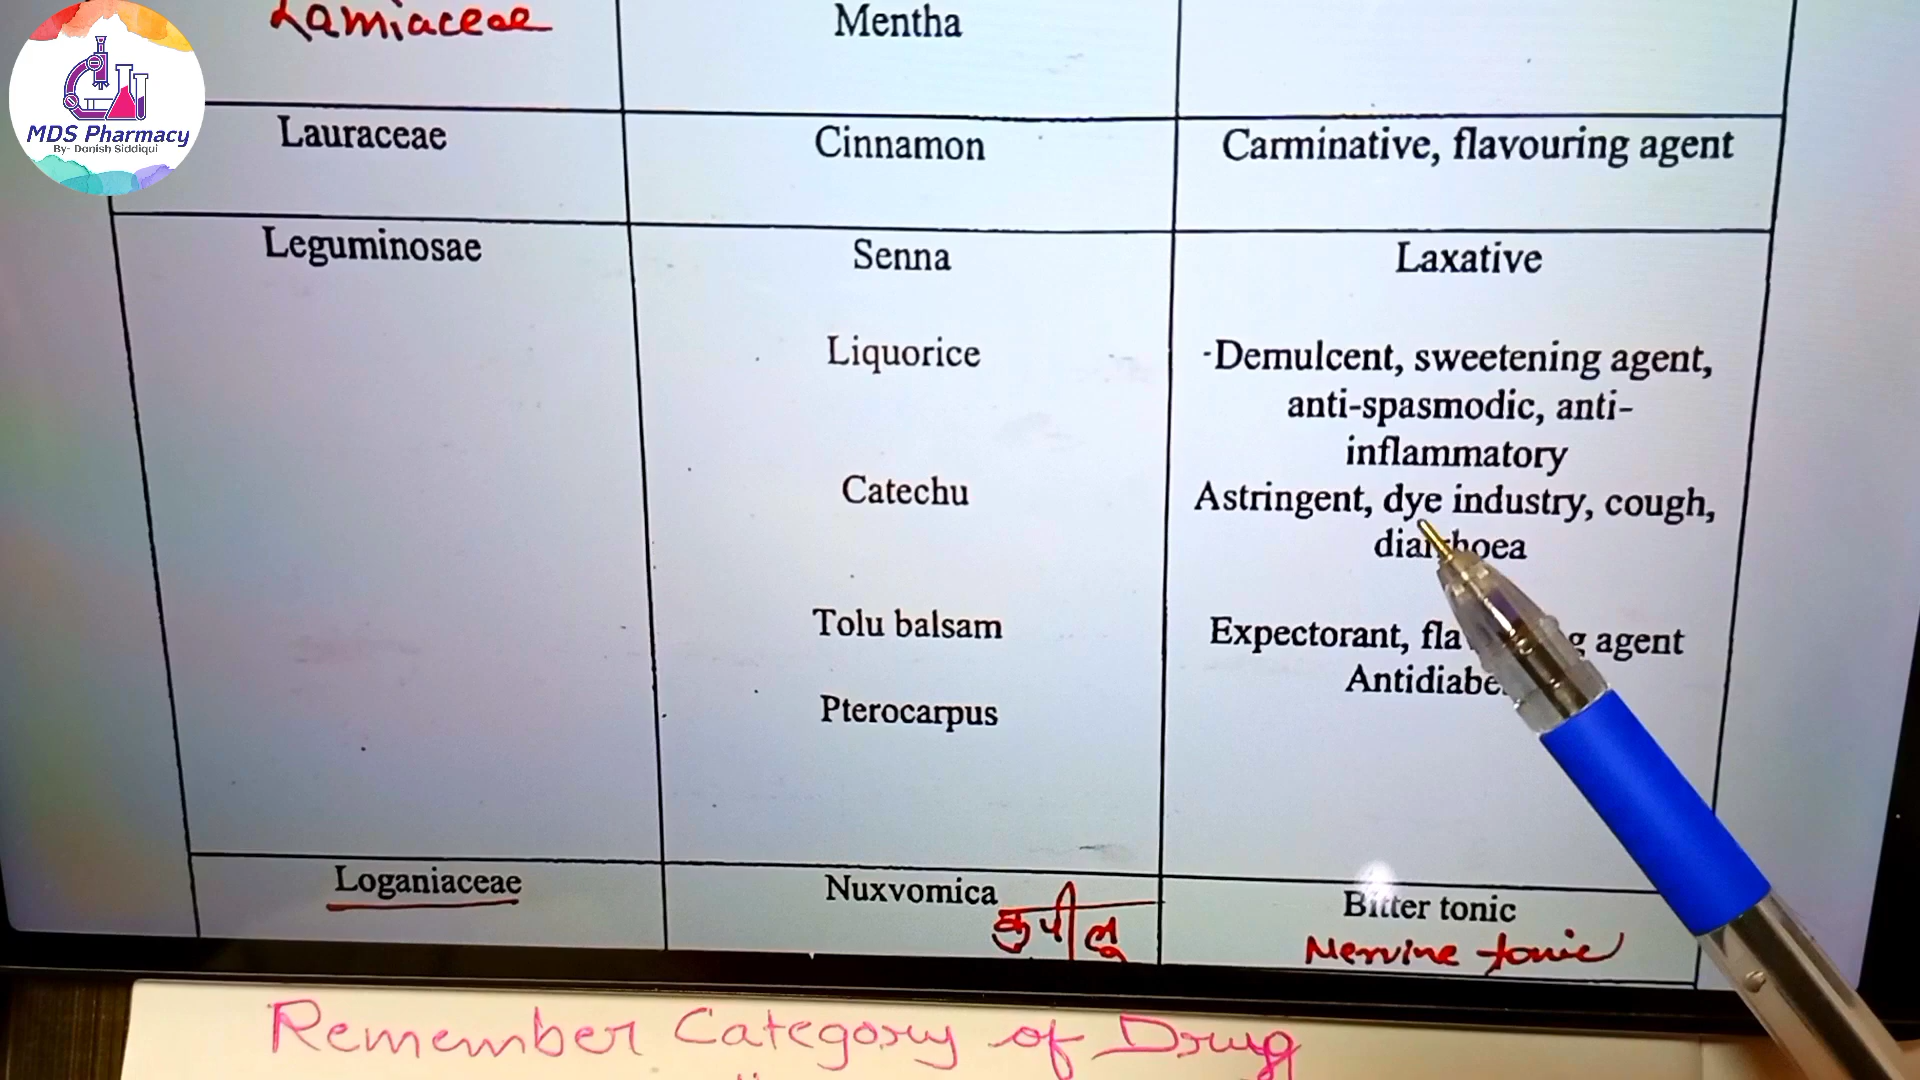 Lamiaceae
Mentha
MDS Pharmacy
By- Danish Siddiqui
Lauraceae
Cinnamon
Carminative, flavouring agent
Leguminosae
Senna
Laxative
Liquorice
-Demulcent, sweetening agent,
anti-spasmodic, anti-
inflammatory
Catechu
Astringent, dye industry, cough,
diarrhoea
Tolu balsam
Expectorant, fla g agent
Antidiabe
Pterocarpus
Loganiaceae
Nuxvomica
कुपीलू
Bitter tonic
Nervine tonic
Remember Category of Drug